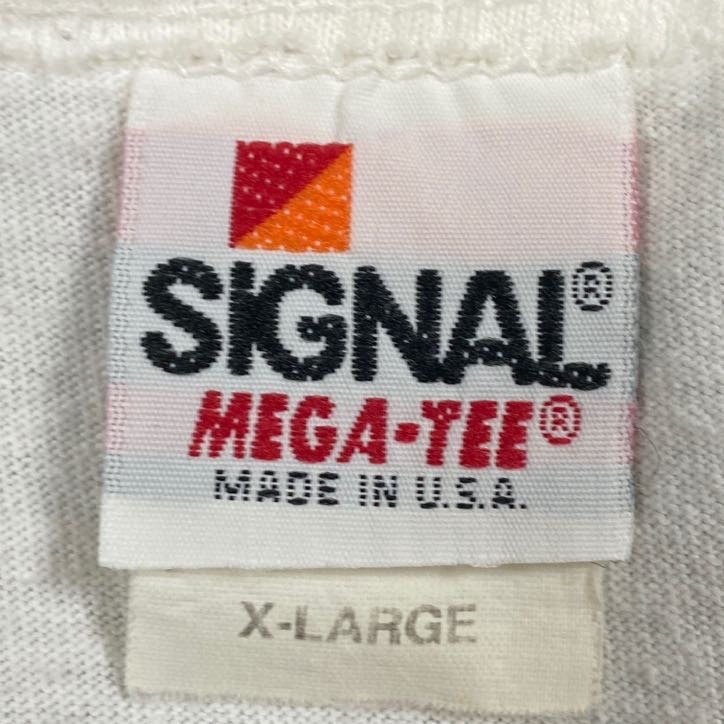 SIGNAL®
MEGA-TEE®
MADE IN U.S.A.
X-LARGE